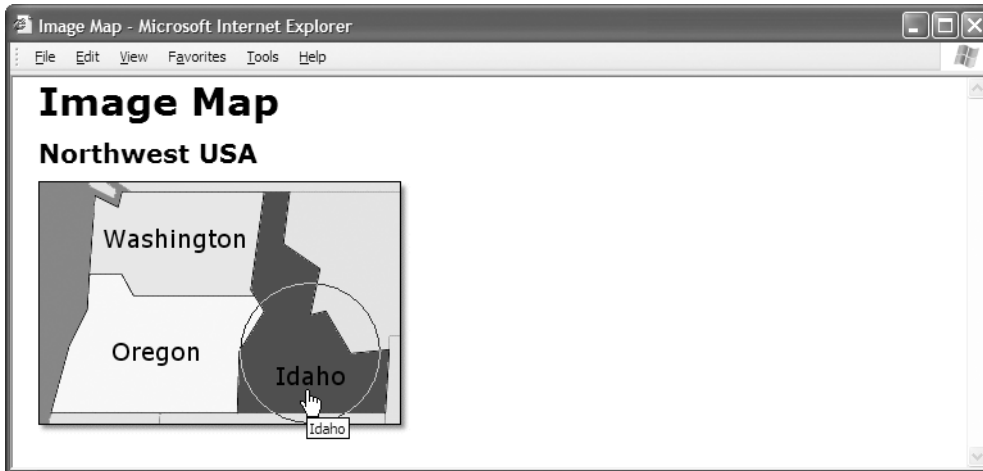 Image Map - Microsoft Internet Explorer
File Edit View Favorites Tools Help
Image Map
Northwest USA
Washington
Oregon
Idaho
Idaho